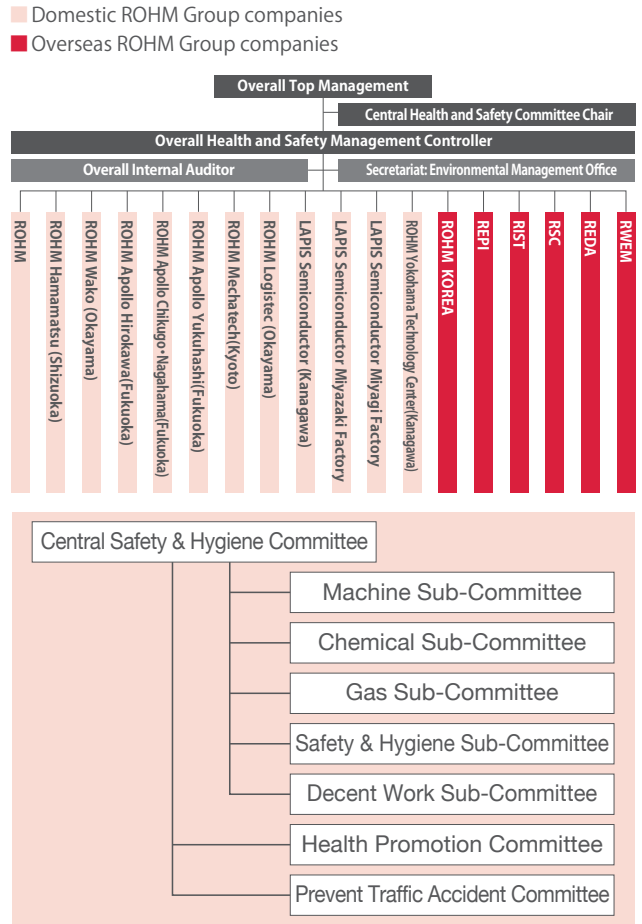 Domestic ROHM Group companies
Overseas ROHM Group companies
Overall Top Management
Central Health and Safety Committee Chair
Overall Health and Safety Management Controller
Overall Internal Auditor
Secretariat: Environmental Management Office
ROHM
ROHM Hamamatsu (Shizuoka)
ROHM Wako (Okayama)
ROHM Apollo Hirokawa(Fukuoka)
ROHM Apollo Chikugo•Nagahama(Fukuoka)
ROHM Apollo Yukuhashi(Fukuoka)
ROHM Mechatech(Kyoto)
ROHM Logistec (Okayama)
LAPIS Semiconductor (Kanagawa)
LAPIS Semiconductor Miyazaki Factory
LAPIS Semiconductor Miyagi Factory
ROHM Yokohama Technology Center(Kanagawa)
ROHM KOREA
REPI
RIST
RSC
REDA
RWEM
Central Safety & Hygiene Committee
Machine Sub-Committee
Chemical Sub-Committee
Gas Sub-Committee
Safety & Hygiene Sub-Committee
Decent Work Sub-Committee
Health Promotion Committee
Prevent Traffic Accident Committee